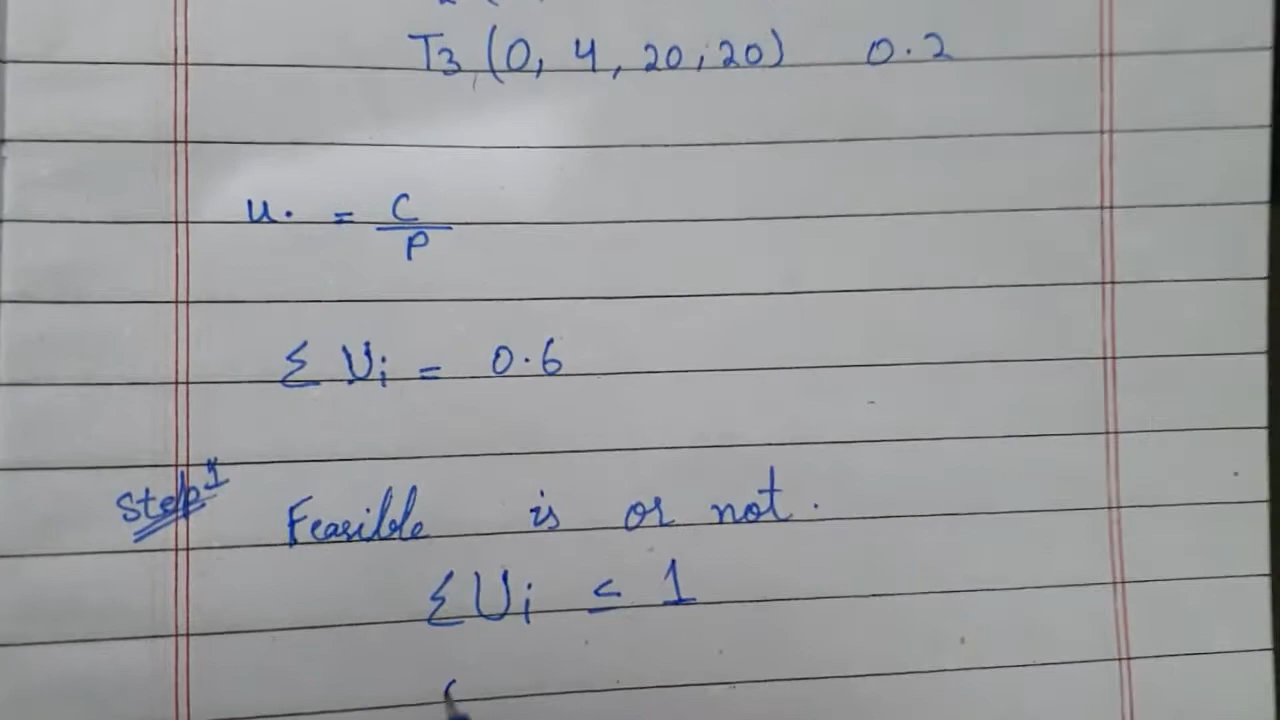 T3 (0, 4, 20, 20) 0.2
u. = C
P
Σ Ui = 0.6
Step 1
Feasible is or not.
ΣUi ≤ 1